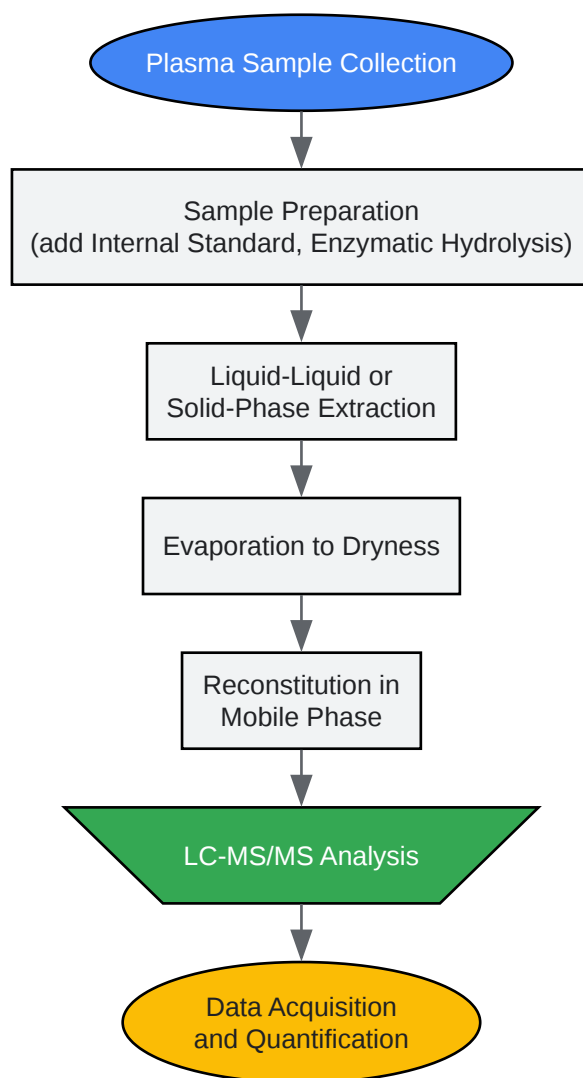 Plasma Sample Collection
Sample Preparation
(add Internal Standard, Enzymatic Hydrolysis)
Liquid-Liquid or
Solid-Phase Extraction
Evaporation to Dryness
Reconstitution in
Mobile Phase
LC-MS/MS Analysis
Data Acquisition
and Quantification